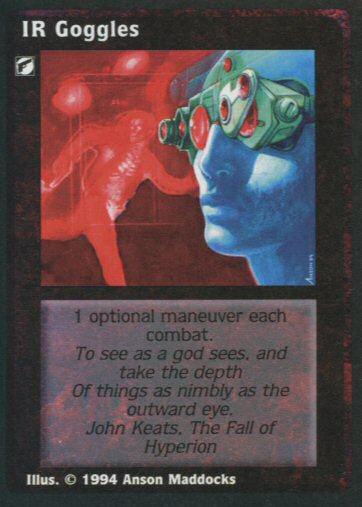 IR Goggles
1 optional maneuver each
combat.
To see as a god sees, and
take the depth
Of things as nimbly as the
outward eye.
John Keats, The Fall of
Hyperion
Illus. © 1994 Anson Maddocks